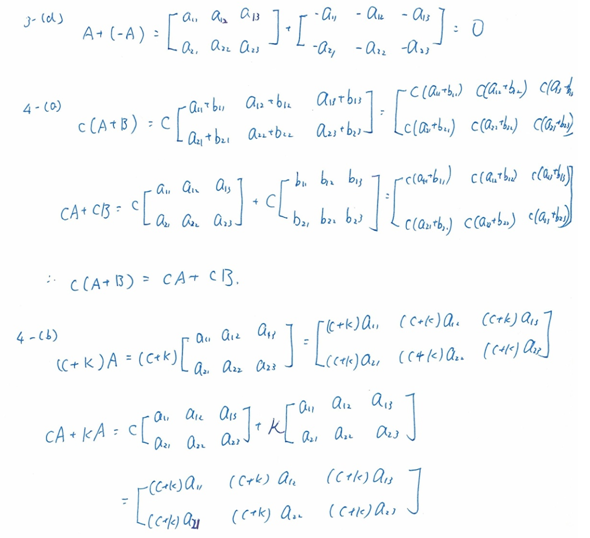 3-(d) A+(-A) = [a₁₁ a₁₂ a₁₃ + [-a₁₁ -a₁₂ -a₁₃ ] = 0
a₂₁ a₂₂ a₂₃] -a₂₁ -a₂₂ -a₂₃
4-(a) c(A+B) = C [a₁₁+b₁₁ a₁₂+b₁₂ a₁₃+b₁₃ ] = [C(a₁₁+b₁₁) C(a₁₂+b₁₂) C(a₁₃+b₁₃
a₂₁+b₂₁ a₂₂+b₂₂ a₂₃+b₂₃ C(a₂₁+b₂₁) C(a₂₂+b₂₂) C(a₂₃+b₂₃)]
CA+CB = C [a₁₁ a₁₂ a₁₃ ] + C [b₁₁ b₁₂ b₁₃ ] = [c(a₁₁+b₁₁) c(a₁₂+b₁₂) c(a₁₃+b₁₃)]
a₂₁ a₂₂ a₂₃ b₂₁ b₂₂ b₂₃ c(a₂₁+b₂₁) c(a₂₂+b₂₂) c(a₂₃+b₂₃)
∴ C(A+B) = CA + CB.
4-(b) (C+K)A = (C+K) [a₁₁ a₁₂ a₁₃ ] = [(C+K)a₁₁ (C+K)a₁₂ (C+K)a₁₃]
a₂₁ a₂₂ a₂₃ (C+K)a₂₁ (C+K)a₂₂ (C+K)a₂₃
CA + KA = C [a₁₁ a₁₂ a₁₃ ] + K [a₁₁ a₁₂ a₁₃ ]
a₂₁ a₂₂ a₂₃ a₂₁ a₂₂ a₂₃
= [(C+K)a₁₁ (C+K)a₁₂ (C+K)a₁₃ ]
(C+K)a₂₁ (C+K)a₂₂ (C+K)a₂₃